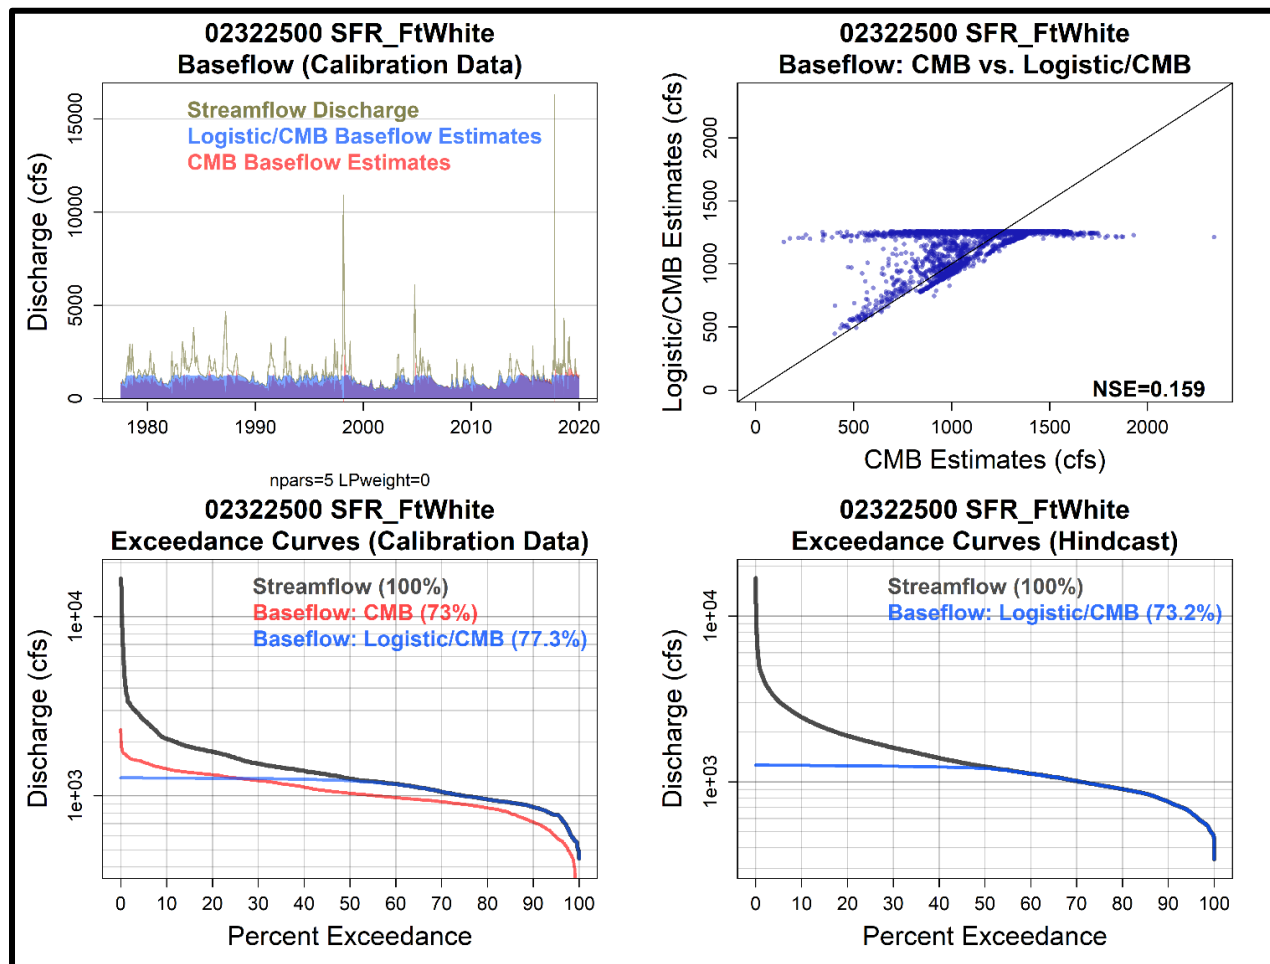 02322500 SFR_FtWhite
Baseflow (Calibration Data)
Streamflow Discharge
Logistic/CMB Baseflow Estimates
CMB Baseflow Estimates
Discharge (cfs)
15000
10000
5000
0
1980 1990 2000 2010 2020
02322500 SFR_FtWhite
Baseflow: CMB vs. Logistic/CMB
Logistic/CMB Estimates (cfs)
2000
1500
1000
500
0
NSE=0.159
0 500 1000 1500 2000
CMB Estimates (cfs)
npars=5 LPweight=0
02322500 SFR_FtWhite
Exceedance Curves (Calibration Data)
Streamflow (100%)
Baseflow: CMB (73%)
Baseflow: Logistic/CMB (77.3%)
Discharge (cfs)
1e+04
1e+03
0 10 20 30 40 50 60 70 80 90 100
Percent Exceedance
02322500 SFR_FtWhite
Exceedance Curves (Hindcast)
Streamflow (100%)
Baseflow: Logistic/CMB (73.2%)
Discharge (cfs)
1e+04
1e+03
0 10 20 30 40 50 60 70 80 90 100
Percent Exceedance